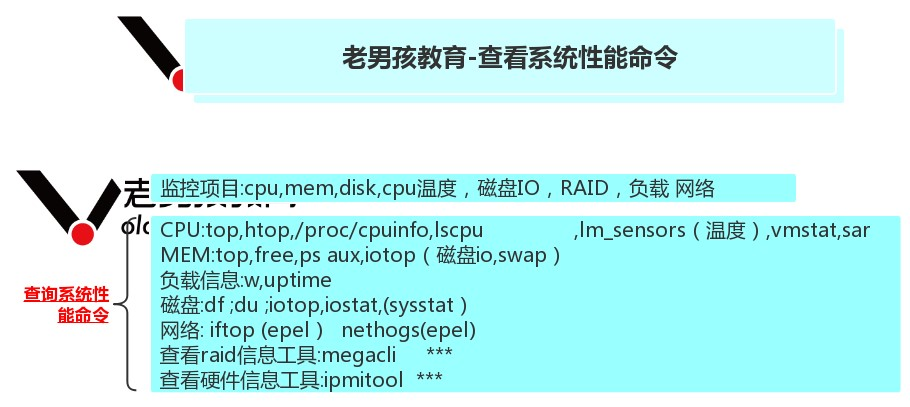 老男孩教育-查看系统性能命令
监控项目:cpu,mem,disk,cpu温度，磁盘IO，RAID，负载 网络
查询系统性
能命令
CPU:top,htop,/proc/cpuinfo,lscpu ,lm_sensors（温度）,vmstat,sar
MEM:top,free,ps aux,iotop（磁盘io,swap）
负载信息:w,uptime
磁盘:df ;du ;iotop,iostat,(sysstat）
网络: iftop (epel） nethogs(epel)
查看raid信息工具:megacli ***
查看硬件信息工具:ipmitool ***